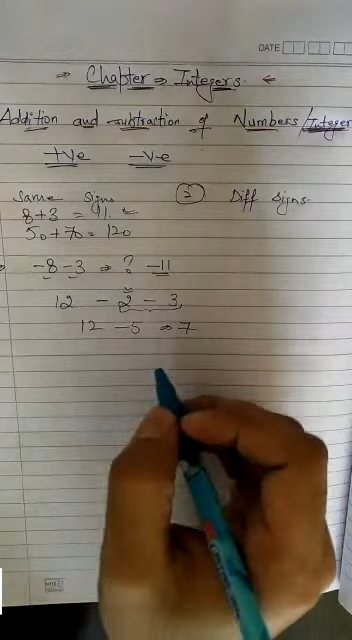 DATE
⇒ Chapter ⇒ Integers. ←
Addition and subtraction of Numbers/Integer
+ve -ve
Same signs
8+3 = 11.
50+70 = 120
-8-3 ⇒ ? -11
12 - 2 - 3
12 -5 ⇒ 7
② Diff signs.